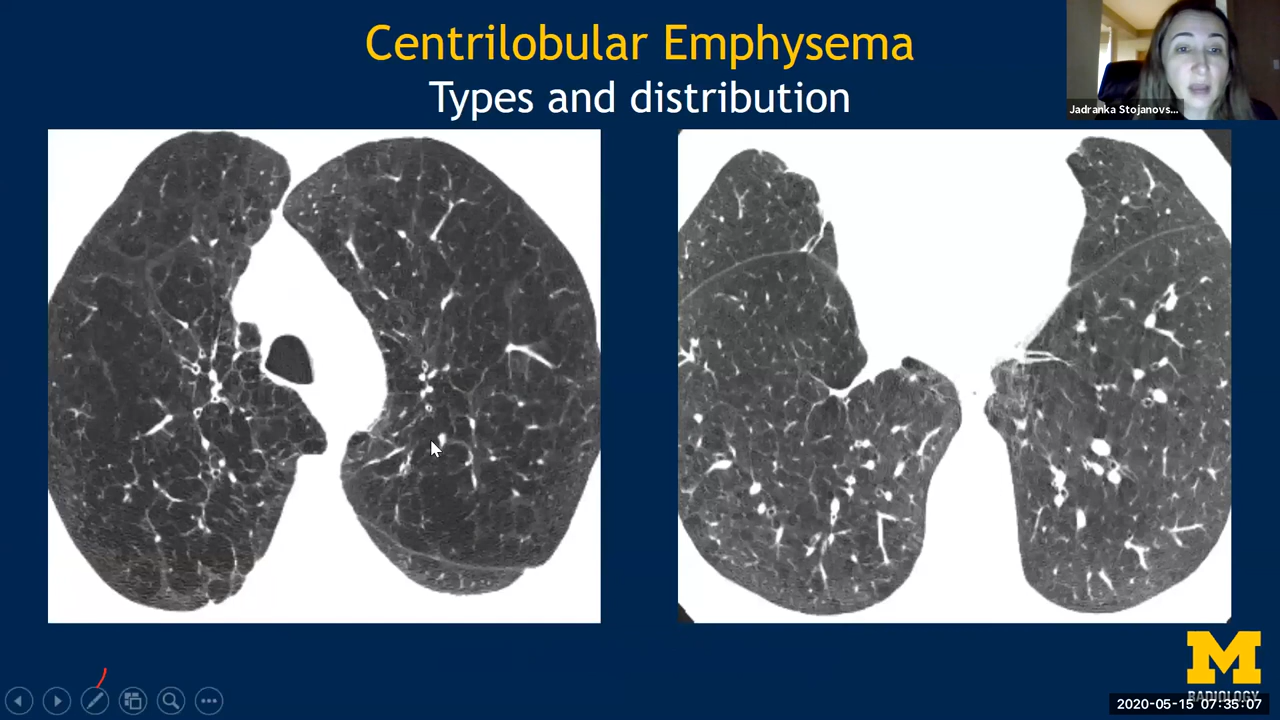 Centrilobular Emphysema
Types and distribution
Jadranka Stojanovs...
M
RADIOLOGY
2020-05-15 07:35:07